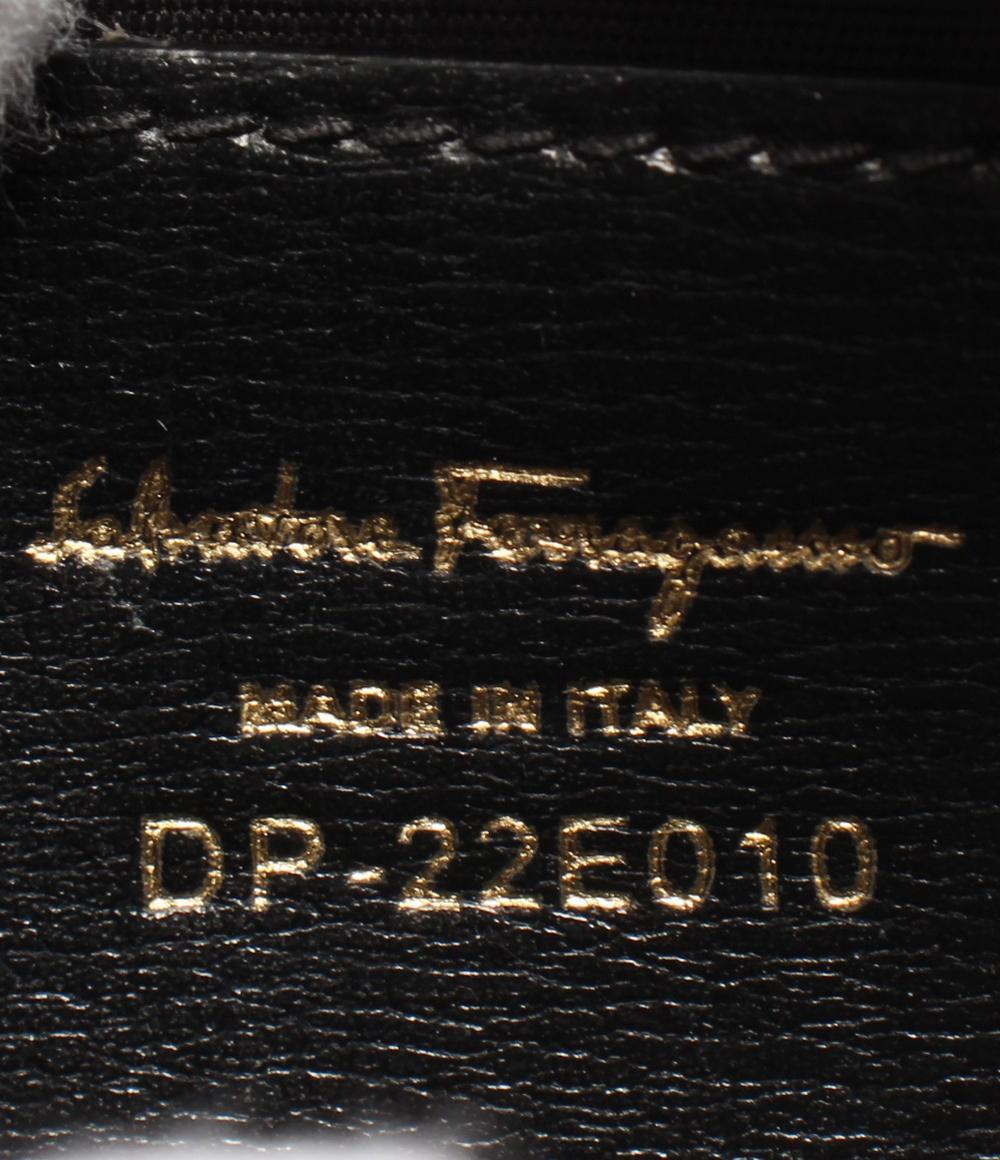 Salvatore Ferragamo
MADE IN ITALY
DP-22E010